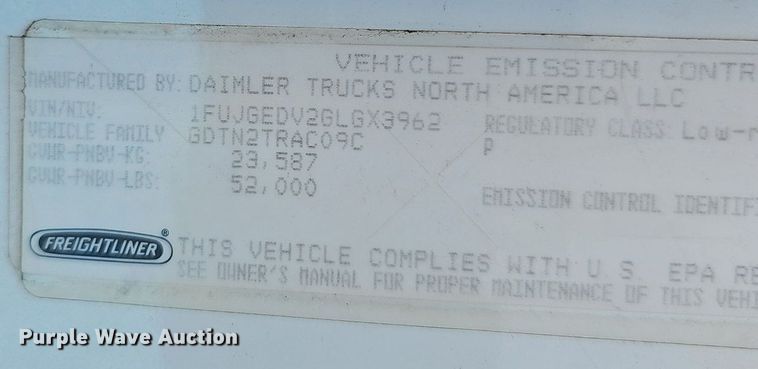 VEHICLE EMISSION CONTR
MANUFACTURED BY: DAIMLER TRUCKS NORTH AMERICA LLC
VIN/NIV: 1FUJGEDV2GLGX3962 REGULATORY CLASS: Low-r
VEHICLE FAMILY GDTN2TRAC09C p
GVWR-PNBV-KG: 23,587
GVWR-PNBV-LBS: 52,000 EMISSION CONTROL IDENTIF
FREIGHTLINER ®
THIS VEHICLE COMPLIES WITH U.S. EPA RE
SEE OWNER'S MANUAL FOR PROPER MAINTENANCE OF THIS VEHI
Purple Wave Auction